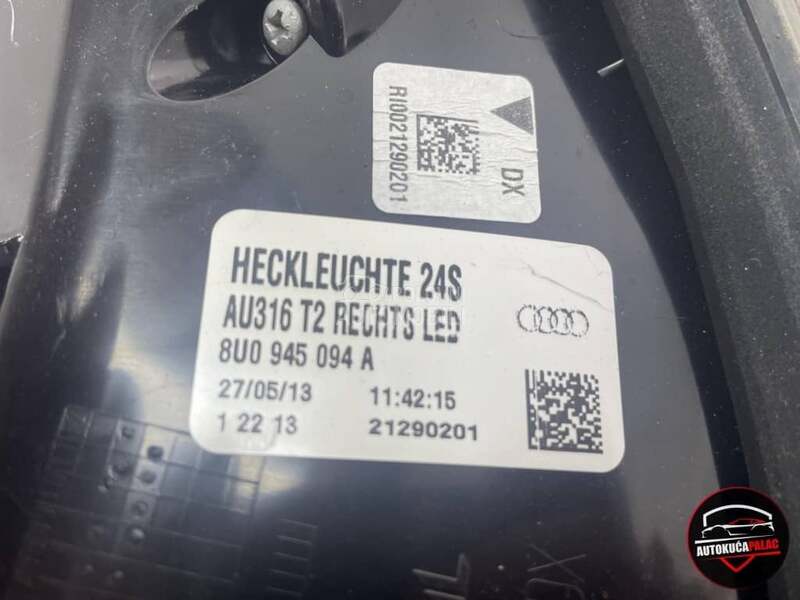 RI0021290201
DX
HECKLEUCHTE 24S
AU316 T2 RECHTS LED
8U0 945 094 A
27/05/13 11:42:15
1 22 13 21290201
DX
AUTOKUĆA PALAC